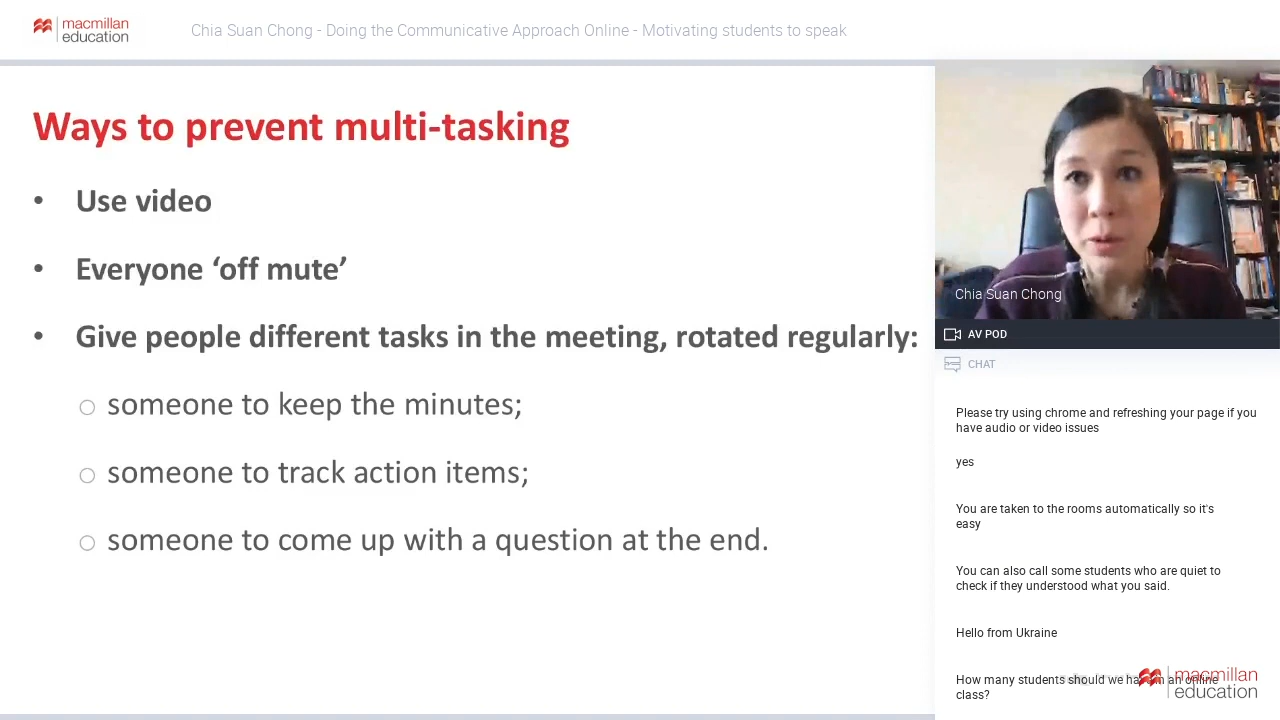 macmillan
education
Chia Suan Chong - Doing the Communicative Approach Online - Motivating students to speak
Ways to prevent multi-tasking
• Use video
• Everyone ‘off mute’
• Give people different tasks in the meeting, rotated regularly:
○ someone to keep the minutes;
○ someone to track action items;
○ someone to come up with a question at the end.
Chia Suan Chong
AV POD
CHAT
Please try using chrome and refreshing your page if you
have audio or video issues
yes
You are taken to the rooms automatically so it's
easy
You can also call some students who are quiet to
check if they understood what you said.
Hello from Ukraine
How many students should we have in an online
class?
macmillan
education